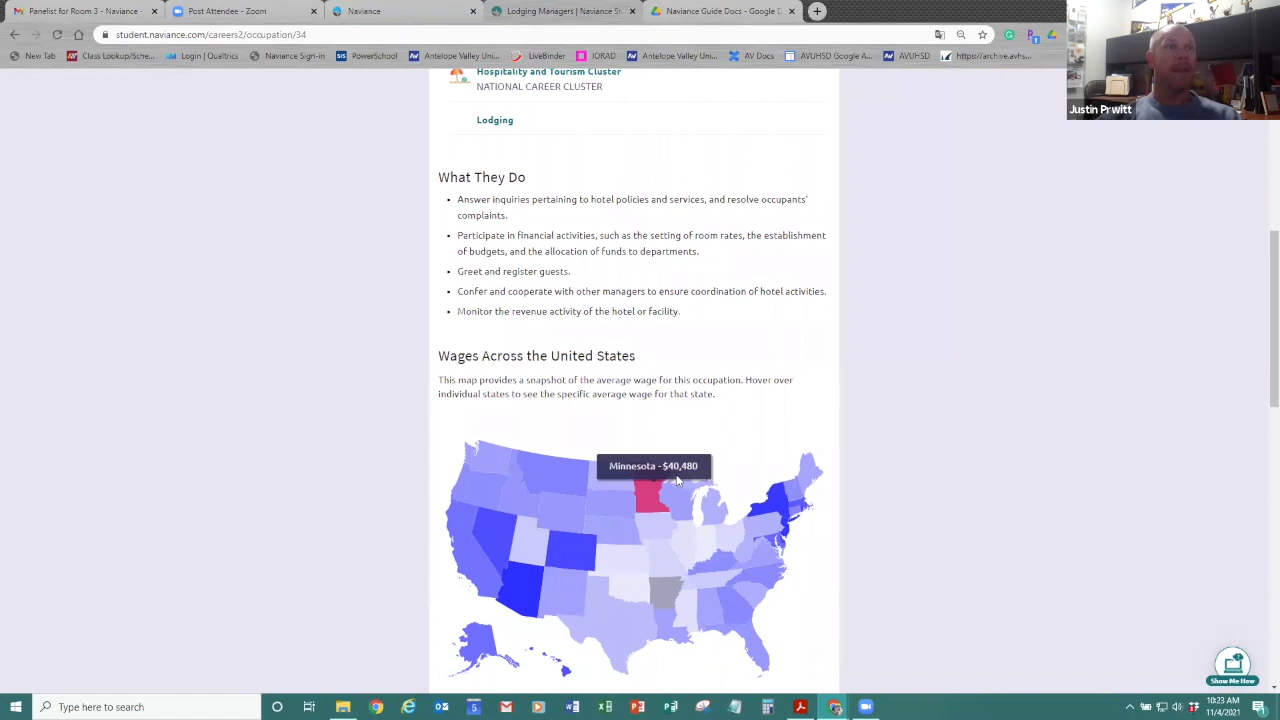 Panelist for Room 3 - Naviance -
Post Attendee - Zoom
Naviance
Lodging Managers | Naviance St
Naviance Guide Docs - Google D
student.naviance.com/careers2/occupation/34
New Tab
Class Lookup/Sche...
Login | Qualtrics
Naviance Sign In
PowerSchool
Antelope Valley Uni...
LiveBinder
IORAD
Antelope Valley Uni...
AV Docs
AVUHSD Google A...
AVUHSD
https://archive.avhs...
Justin Prwitt
Hospitality and Tourism Cluster
NATIONAL CAREER CLUSTER
Lodging
What They Do
Answer inquiries pertaining to hotel policies and services, and resolve occupants'
complaints.
Participate in financial activities, such as the setting of room rates, the establishment
of budgets, and the allocation of funds to departments.
Greet and register guests.
Confer and cooperate with other managers to ensure coordination of hotel activities.
Monitor the revenue activity of the hotel or facility.
Wages Across the United States
This map provides a snapshot of the average wage for this occupation. Hover over
individual states to see the specific average wage for that state.
Minnesota - $40,480
Show Me How
Type here to search
10:23 AM
11/4/2021